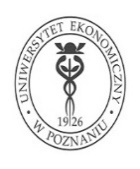 UNIWERSYTET EKONOMICZNY
W POZNANIU
1926